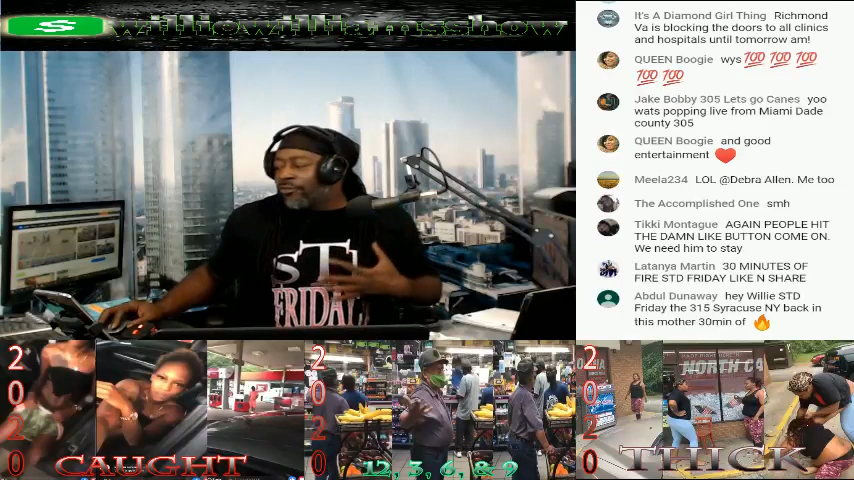 S williewilliamsshow
It's A Diamond Girl Thing Richmond
Va is blocking the doors to all clinics
and hospitals until tomorrow am!
QUEEN Boogie wys 💯 💯 💯
💯 💯
Jake Bobby 305 Lets go Canes yoo
wats popping live from Miami Dade
county 305
QUEEN Boogie and good
entertainment ❤️
Meela234 LOL @Debra Allen. Me too
The Accomplished One smh
Tikki Montague AGAIN PEOPLE HIT
THE DAMN LIKE BUTTON COME ON.
We need him to stay
Latanya Martin 30 MINUTES OF
FIRE STD FRIDAY LIKE N SHARE
Abdul Dunaway hey Willie STD
Friday the 315 Syracuse NY back in
this mother 30min of 🔥
STD
FRIDAY
2020
CAUGHT
2020
12, 3, 6, & 9
2020
NORTH CA
THICK